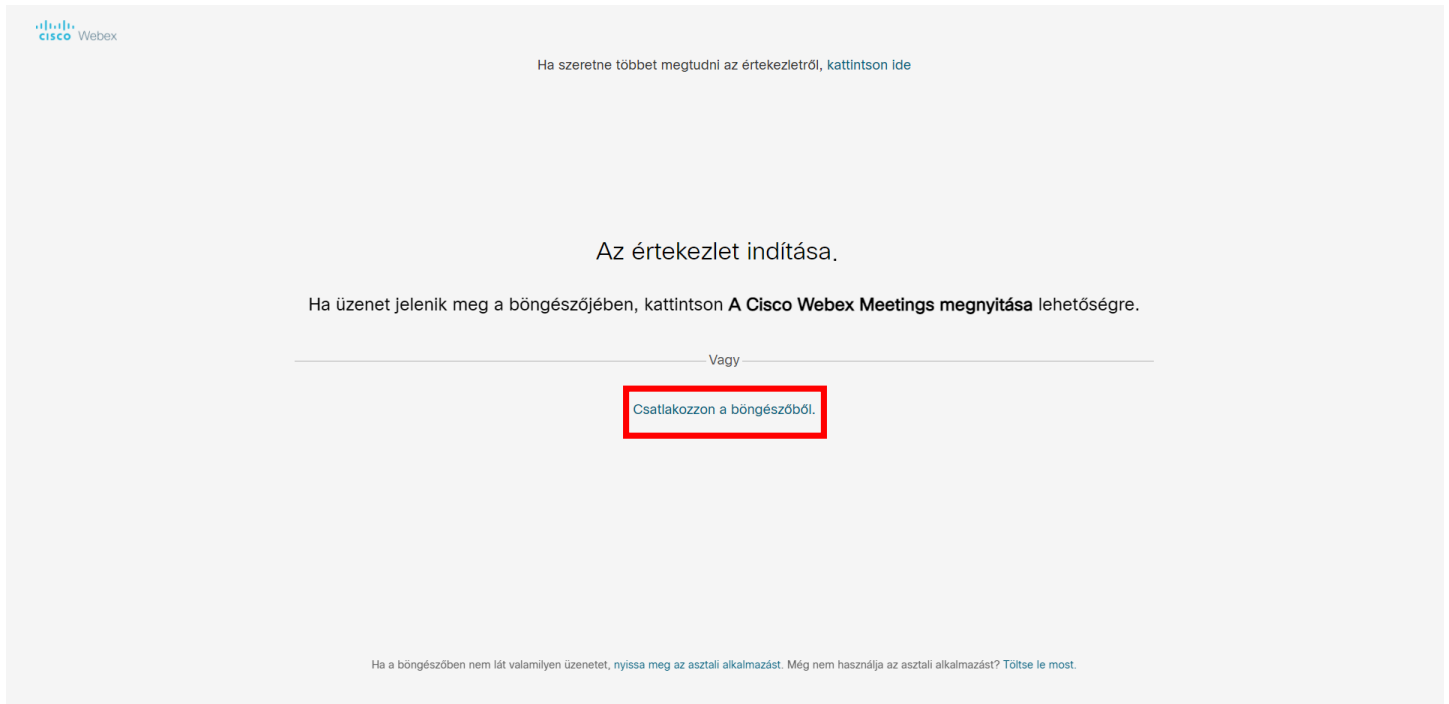 cisco Webex
Ha szeretne többet megtudni az értekezletről, kattintson ide
Az értekezlet indítása.
Ha üzenet jelenik meg a böngészőjében, kattintson A Cisco Webex Meetings megnyitása lehetőségre.
Vagy
Csatlakozzon a böngészőből.
Ha a böngészőben nem lát valamilyen üzenetet, nyissa meg az asztali alkalmazást. Még nem használja az asztali alkalmazást? Töltse le most.